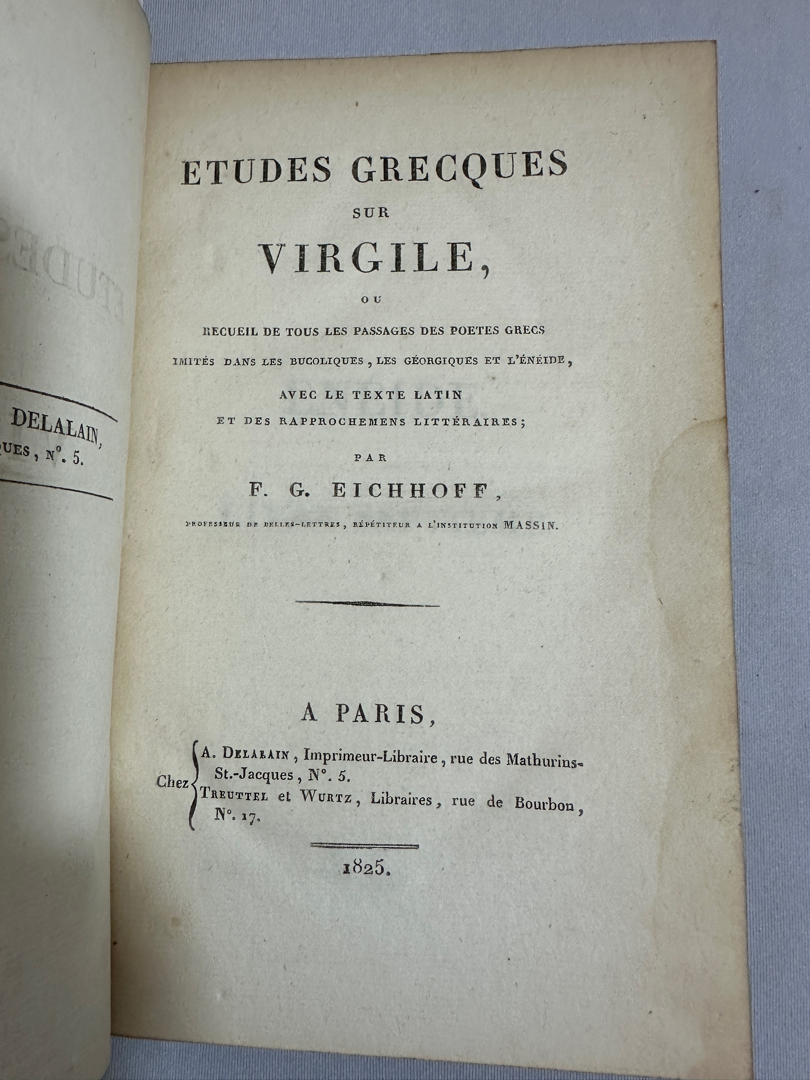 DELALAIN,
QUES, N°. 5.
ETUDES GRECQUES
SUR
VIRGILE,
OU
RECUEIL DE TOUS LES PASSAGES DES POETES GRECS
IMITÉS DANS LES BUCOLIQUES, LES GÉORGIQUES ET L'ÉNÉIDE,
AVEC LE TEXTE LATIN
ET DES RAPPROCHEMENS LITTÉRAIRES;
PAR
F. G. EICHHOFF,
PROFESSEUR DE BELLES-LETTRES, RÉPÉTITEUR A L'INSTITUTION MASSIN.
A PARIS,
Chez
A. DELALAIN, Imprimeur-Libraire, rue des Mathurins-
St.-Jacques, N°. 5.
TREUTTEL et WURTZ, Libraires, rue de Bourbon,
N°. 17.
1825.